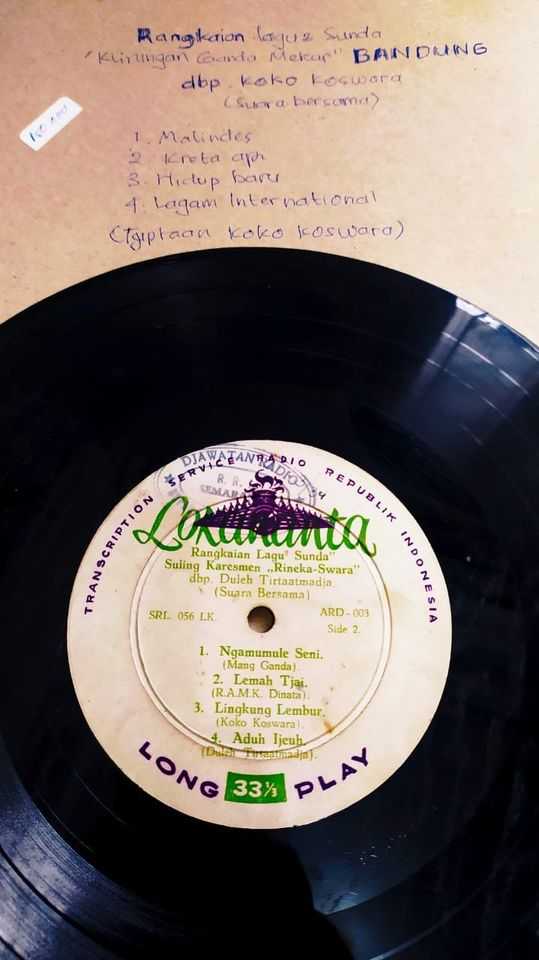 Rangkaian lagu2 Sunda
"Kliningan Ganda Mekar" BANDUNG
dbp. Koko Koswara
(Suara bersama)
1. Malindes
2. Kreta api
3. Hidup baru
4. Lagam International
(Tjiptaan Koko Koswara)
DJAWATAN RADIO
R. R.
SEMARANG
TRANSCRIPTION SERVICE RADIO REPUBLIK INDONESIA
Lokananta
Rangkaian Lagu² Sunda"
Suling Karesmen „Rineka-Swara"
dbp. Duleh Tirtaatmadja.
(Suara Bersama)
SRL. 056 LK.
ARD-003
Side 2.
1. Ngamumule Seni.
(Mang Ganda).
2. Lemah Tjai.
(R.A.M.K. Dinata).
3. Lingkung Lembur.
(Koko Koswara).
4. Aduh Ijeuh.
(Duleh Tirtaatmadja).
LONG 33⅓ PLAY